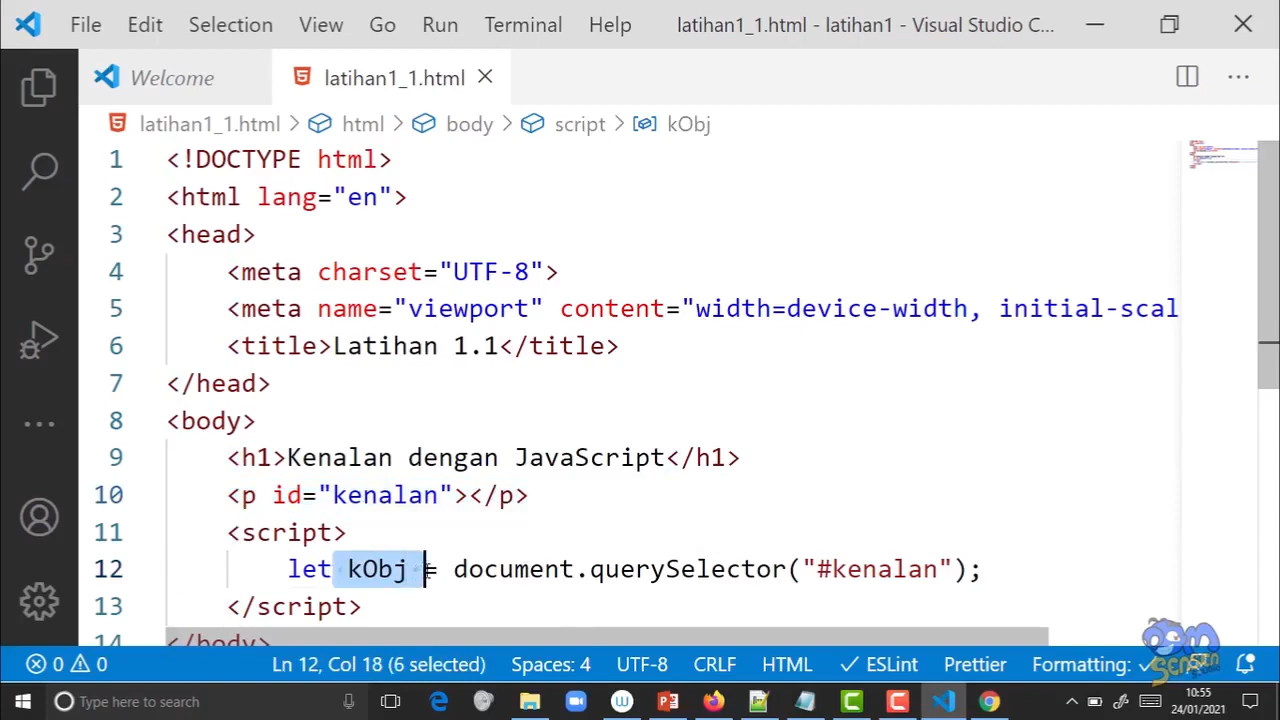 File Edit Selection View Go Run Terminal Help latihan1_1.html - latihan1 - Visual Studio C...
Welcome latihan1_1.html
latihan1_1.html > html > body > script > kObj
1 <!DOCTYPE html>
2 <html lang="en">
3 <head>
4 <meta charset="UTF-8">
5 <meta name="viewport" content="width=device-width, initial-scal
6 <title>Latihan 1.1</title>
7 </head>
8 <body>
9 <h1>Kenalan dengan JavaScript</h1>
10 <p id="kenalan"></p>
11 <script>
12 let kObj = document.querySelector("#kenalan");
13 </script>
14 </body>
0 0 Ln 12, Col 18 (6 selected) Spaces: 4 UTF-8 CRLF HTML ESLint Prettier Formatting:
Type here to search
10:55
24/01/2021